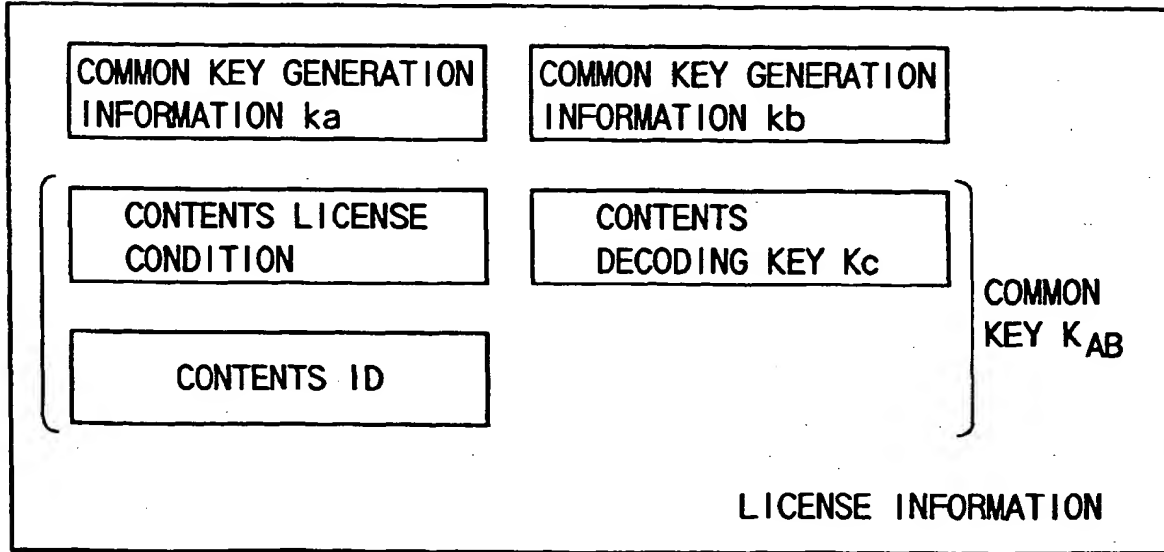 COMMON KEY GENERATION
INFORMATION ka
COMMON KEY GENERATION
INFORMATION kb
CONTENTS LICENSE
CONDITION
CONTENTS
DECODING KEY Kc
CONTENTS ID
COMMON
KEY KAB
LICENSE INFORMATION